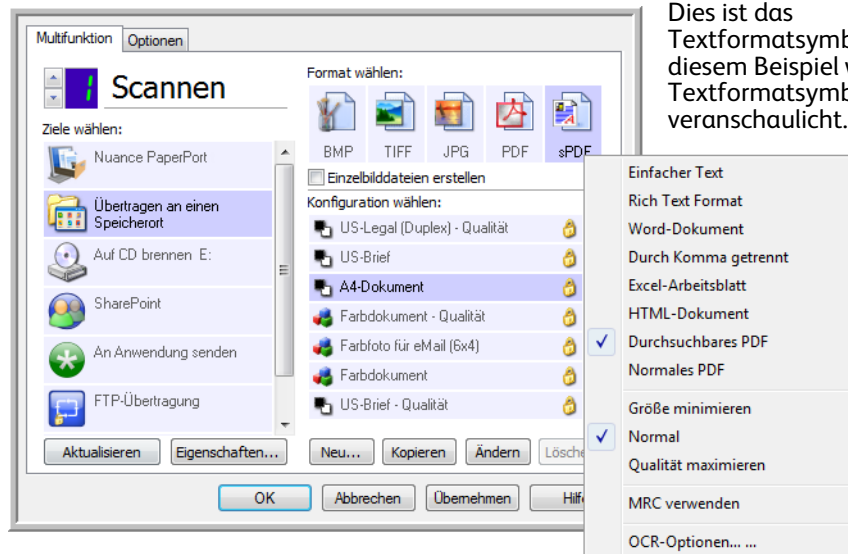 Dies ist das
diesem Beispiel
veranschaulicht.
Multifunktion Optionen
1 Scannen
Ziele wählen:
Nuance PaperPort
Übertragen an einen
Speicherort
Auf CD brennen E:
SharePoint
An Anwendung senden
FTP-Übertragung
Aktualisieren Eigenschaften...
Format wählen:
BMP TIFF JPG PDF sPDF
Einzelbilddateien erstellen
Konfiguration wählen:
US-Legal (Duplex) - Qualität
US-Brief
A4-Dokument
Farbdokument - Qualität
Farbfoto für eMail (6x4)
Farbdokument
US-Brief - Qualität
Neu... Kopieren Ändern
OK Abbrechen Übernehmen
Einfacher Text
Rich Text Format
Word-Dokument
Durch Komma getrennt
Excel-Arbeitsblatt
HTML-Dokument
Durchsuchbares PDF
Normales PDF
Größe minimieren
Normal
Qualität maximieren
MRC verwenden
OCR-Optionen... ...